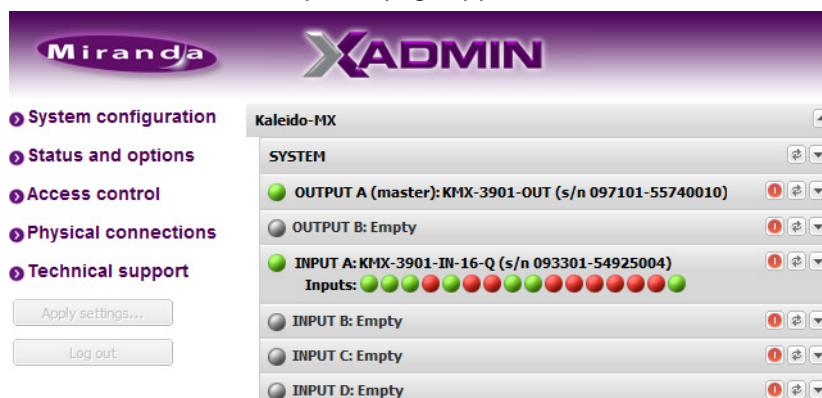 Miranda
XADMIN
System configuration
Status and options
Access control
Physical connections
Technical support
Apply settings...
Log out
Kaleido-MX
SYSTEM
OUTPUT A (master): KMX-3901-OUT (s/n 097101-55740010)
OUTPUT B: Empty
INPUT A: KMX-3901-IN-16-Q (s/n 093301-54925004)
Inputs:
INPUT B: Empty
INPUT C: Empty
INPUT D: Empty